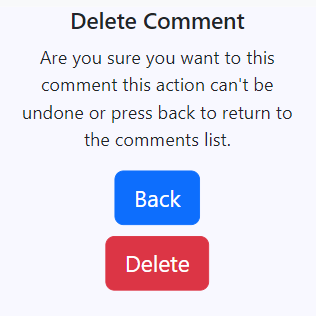 Delete Comment
Are you sure you want to this
comment this action can't be
undone or press back to return to
the comments list.
Back
Delete